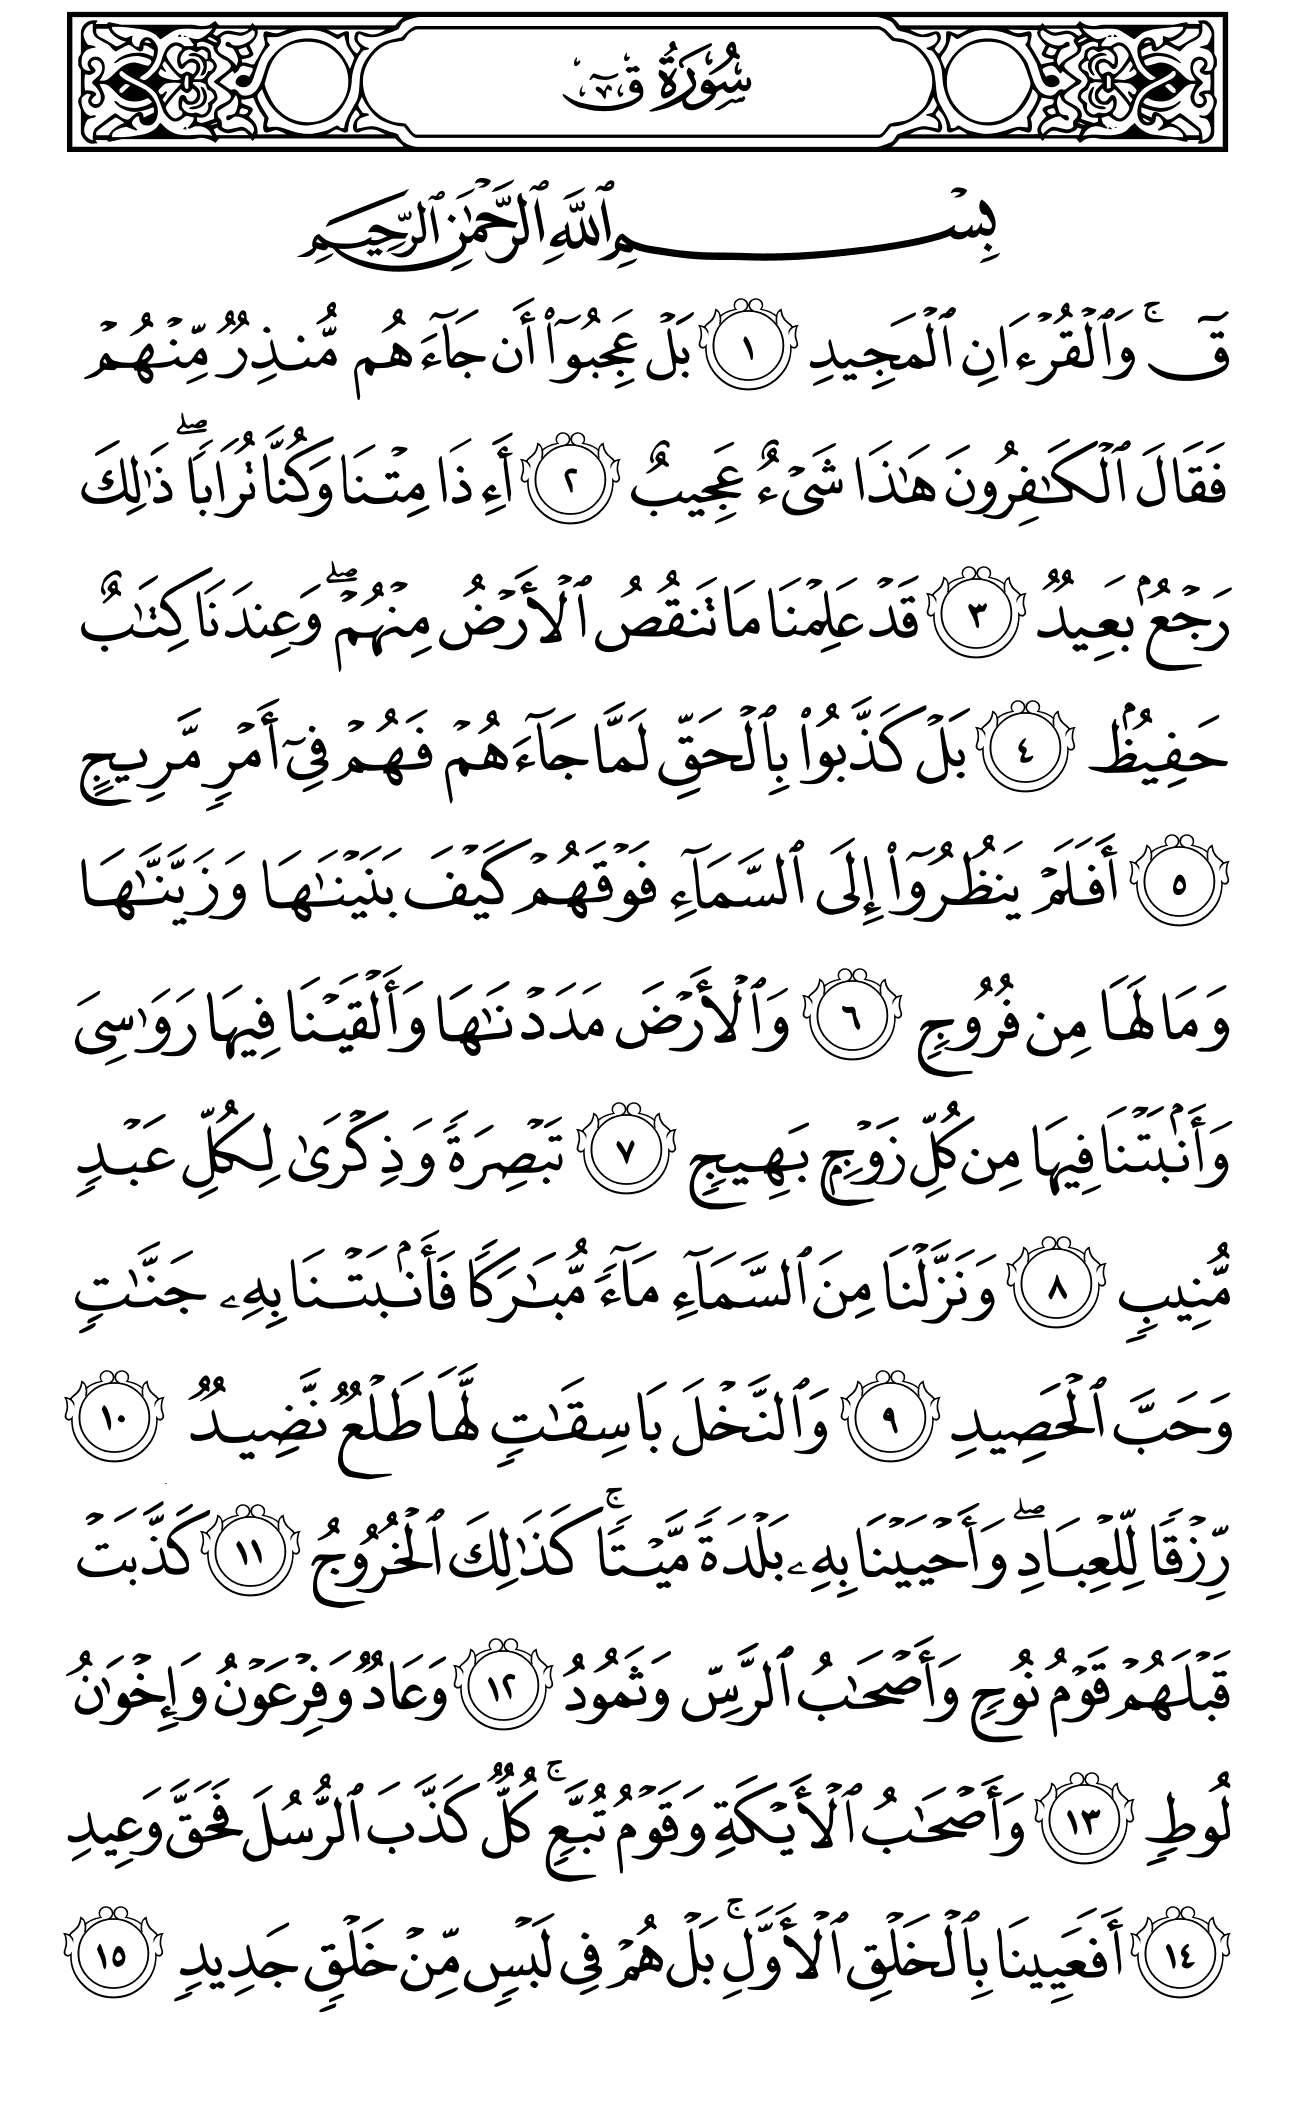 سُورَةُ قٓ
بِسْمِ ٱللَّهِ ٱلرَّحْمَٰنِ ٱلرَّحِيمِ
قٓۚ وَٱلْقُرْءَانِ ٱلْمَجِيدِ ١ بَلْ عَجِبُوٓا۟ أَن جَآءَهُم مُّنذِرٌ مِّنْهُمْ
فَقَالَ ٱلْكَٰفِرُونَ هَٰذَا شَىْءٌ عَجِيبٌ ٢ أَءِذَا مِتْنَا وَكُنَّا تُرَابًاۖ ذَٰلِكَ
رَجْعٌۢ بَعِيدٌ ٣ قَدْ عَلِمْنَا مَا تَنقُصُ ٱلْأَرْضُ مِنْهُمْۖ وَعِندَنَا كِتَٰبٌ
حَفِيظٌۢ ٤ بَلْ كَذَّبُوا۟ بِٱلْحَقِّ لَمَّا جَآءَهُمْ فَهُمْ فِىٓ أَمْرٍ مَّرِيجٍ
٥ أَفَلَمْ يَنظُرُوٓا۟ إِلَى ٱلسَّمَآءِ فَوْقَهُمْ كَيْفَ بَنَيْنَٰهَا وَزَيَّنَّٰهَا
وَمَا لَهَا مِن فُرُوجٍ ٦ وَٱلْأَرْضَ مَدَدْنَٰهَا وَأَلْقَيْنَا فِيهَا رَوَٰسِىَ
وَأَنۢبَتْنَا فِيهَا مِن كُلِّ زَوْجٍۭ بَهِيجٍ ٧ تَبْصِرَةً وَذِكْرَىٰ لِكُلِّ عَبْدٍ
مُّنِيبٍ ٨ وَنَزَّلْنَا مِنَ ٱلسَّمَآءِ مَآءً مُّبَٰرَكًا فَأَنۢبَتْنَا بِهِۦ جَنَّٰتٍ
وَحَبَّ ٱلْحَصِيدِ ٩ وَٱلنَّخْلَ بَاسِقَٰتٍ لَّهَا طَلْعٌ نَّضِيدٌ ١٠
رِّزْقًا لِّلْعِبَادِۖ وَأَحْيَيْنَا بِهِۦ بَلْدَةً مَّيْتًاۚ كَذَٰلِكَ ٱلْخُرُوجُ ١١ كَذَّبَتْ
قَبْلَهُمْ قَوْمُ نُوحٍ وَأَصْحَٰبُ ٱلرَّسِّ وَثَمُودُ ١٢ وَعَادٌ وَفِرْعَوْنُ وَإِخْوَٰنُ
لُوطٍ ١٣ وَأَصْحَٰبُ ٱلْأَيْكَةِ وَقَوْمُ تُبَّعٍۚ كُلٌّ كَذَّبَ ٱلرُّسُلَ فَحَقَّ وَعِيدِ
١٤ أَفَعَيِينَا بِٱلْخَلْقِ ٱلْأَوَّلِۚ بَلْ هُمْ فِى لَبْسٍ مِّنْ خَلْقٍ جَدِيدٍ ١٥